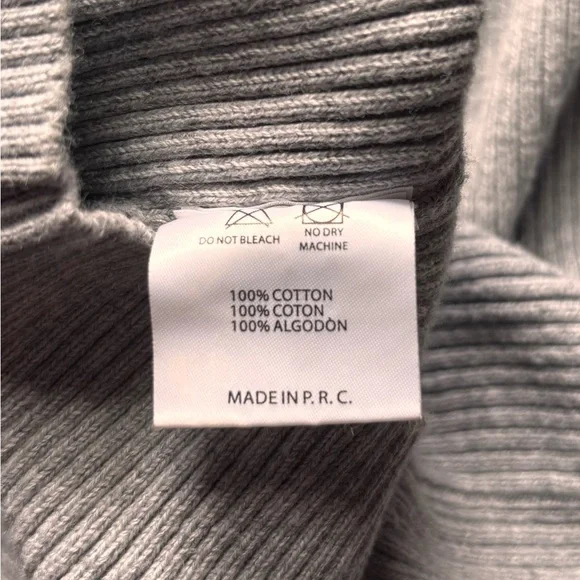 DO NOT BLEACH
NO DRY
MACHINE
100% COTTON
100% COTON
100% ALGODÒN
MADE IN P. R. C.